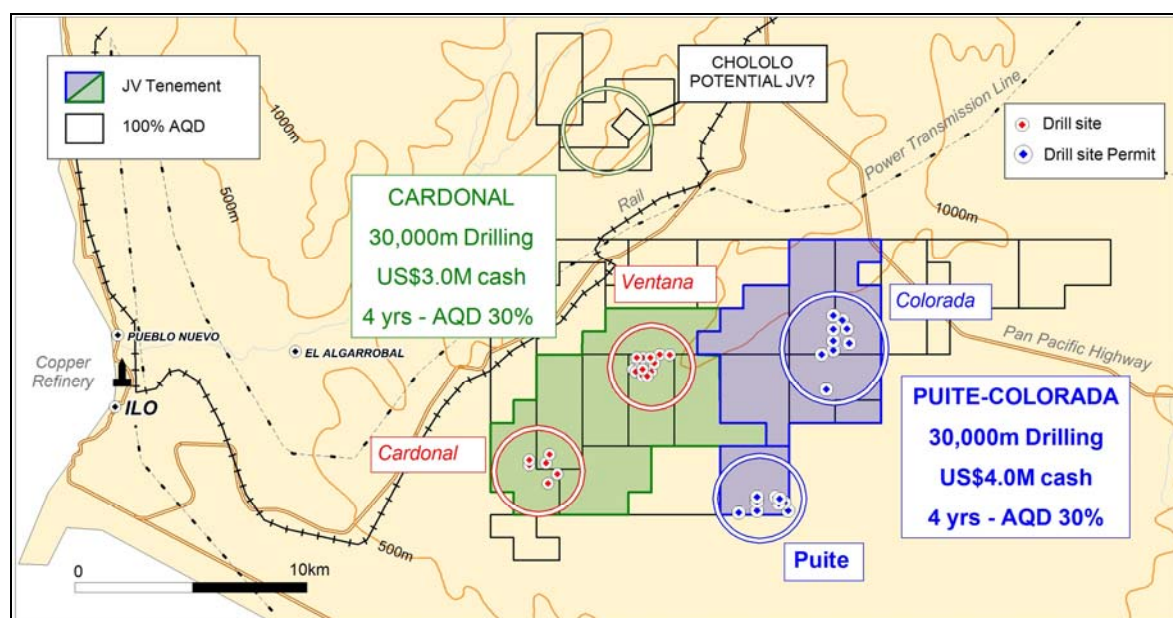 JV Tenement
100% AQD
CHOLOLO
POTENTIAL JV?
Drill site
Drill site Permit
Power Transmission Line
1000m
500m
Rail
1000m
CARDONAL
30,000m Drilling
US$3.0M cash
4 yrs - AQD 30%
Ventana
Colorada
PUEBLO NUEVO
EL ALGARROBAL
Copper
Refinery
ILO
Pan Pacific Highway
PUITE-COLORADA
30,000m Drilling
US$4.0M cash
4 yrs - AQD 30%
Cardonal
500m
Puite
0
10km